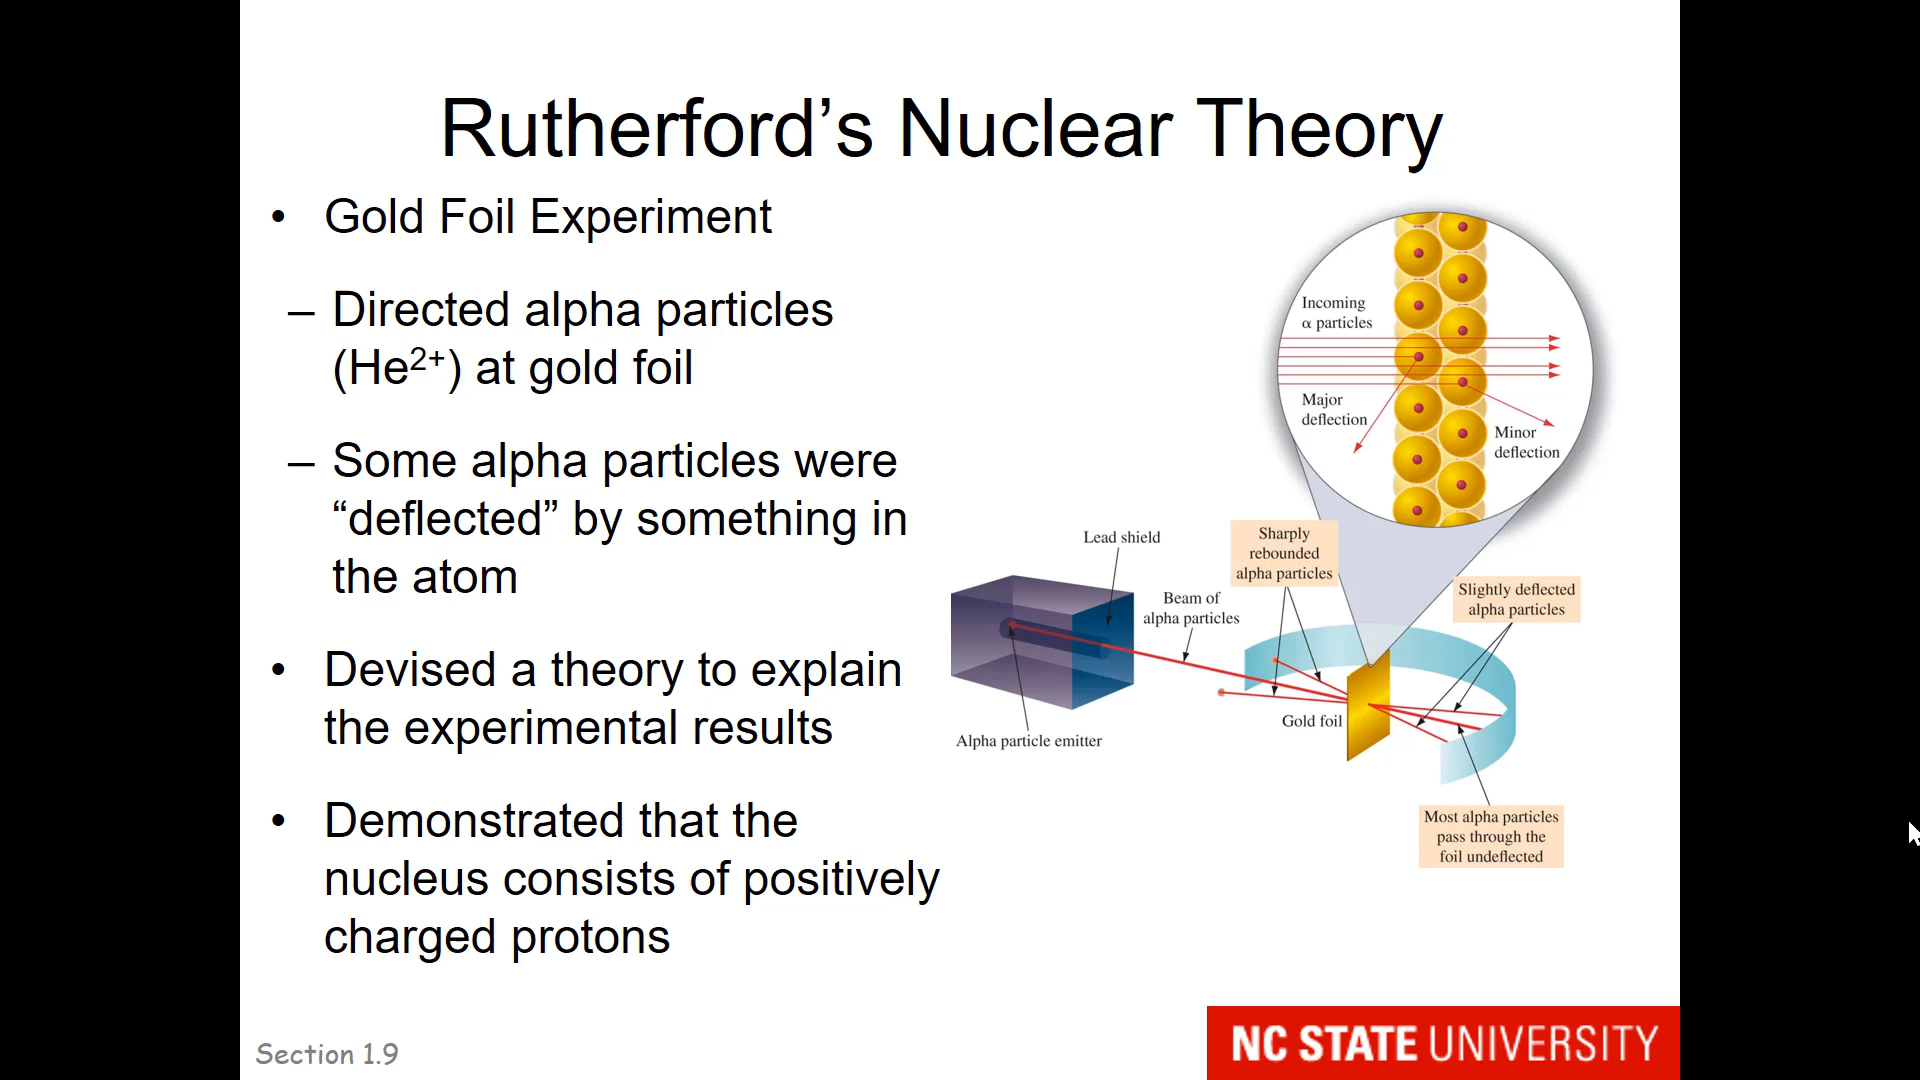 Rutherford’s Nuclear Theory
• Gold Foil Experiment
– Directed alpha particles
(He²⁺) at gold foil
– Some alpha particles were
“deflected” by something in
the atom
• Devised a theory to explain
the experimental results
• Demonstrated that the
nucleus consists of positively
charged protons
Incoming
α particles
Major
deflection
Minor
deflection
Lead shield
Sharply
rebounded
alpha particles
Beam of
alpha particles
Slightly deflected
alpha particles
Gold foil
Alpha particle emitter
Most alpha particles
pass through the
foil undeflected
Section 1.9
NC STATE UNIVERSITY